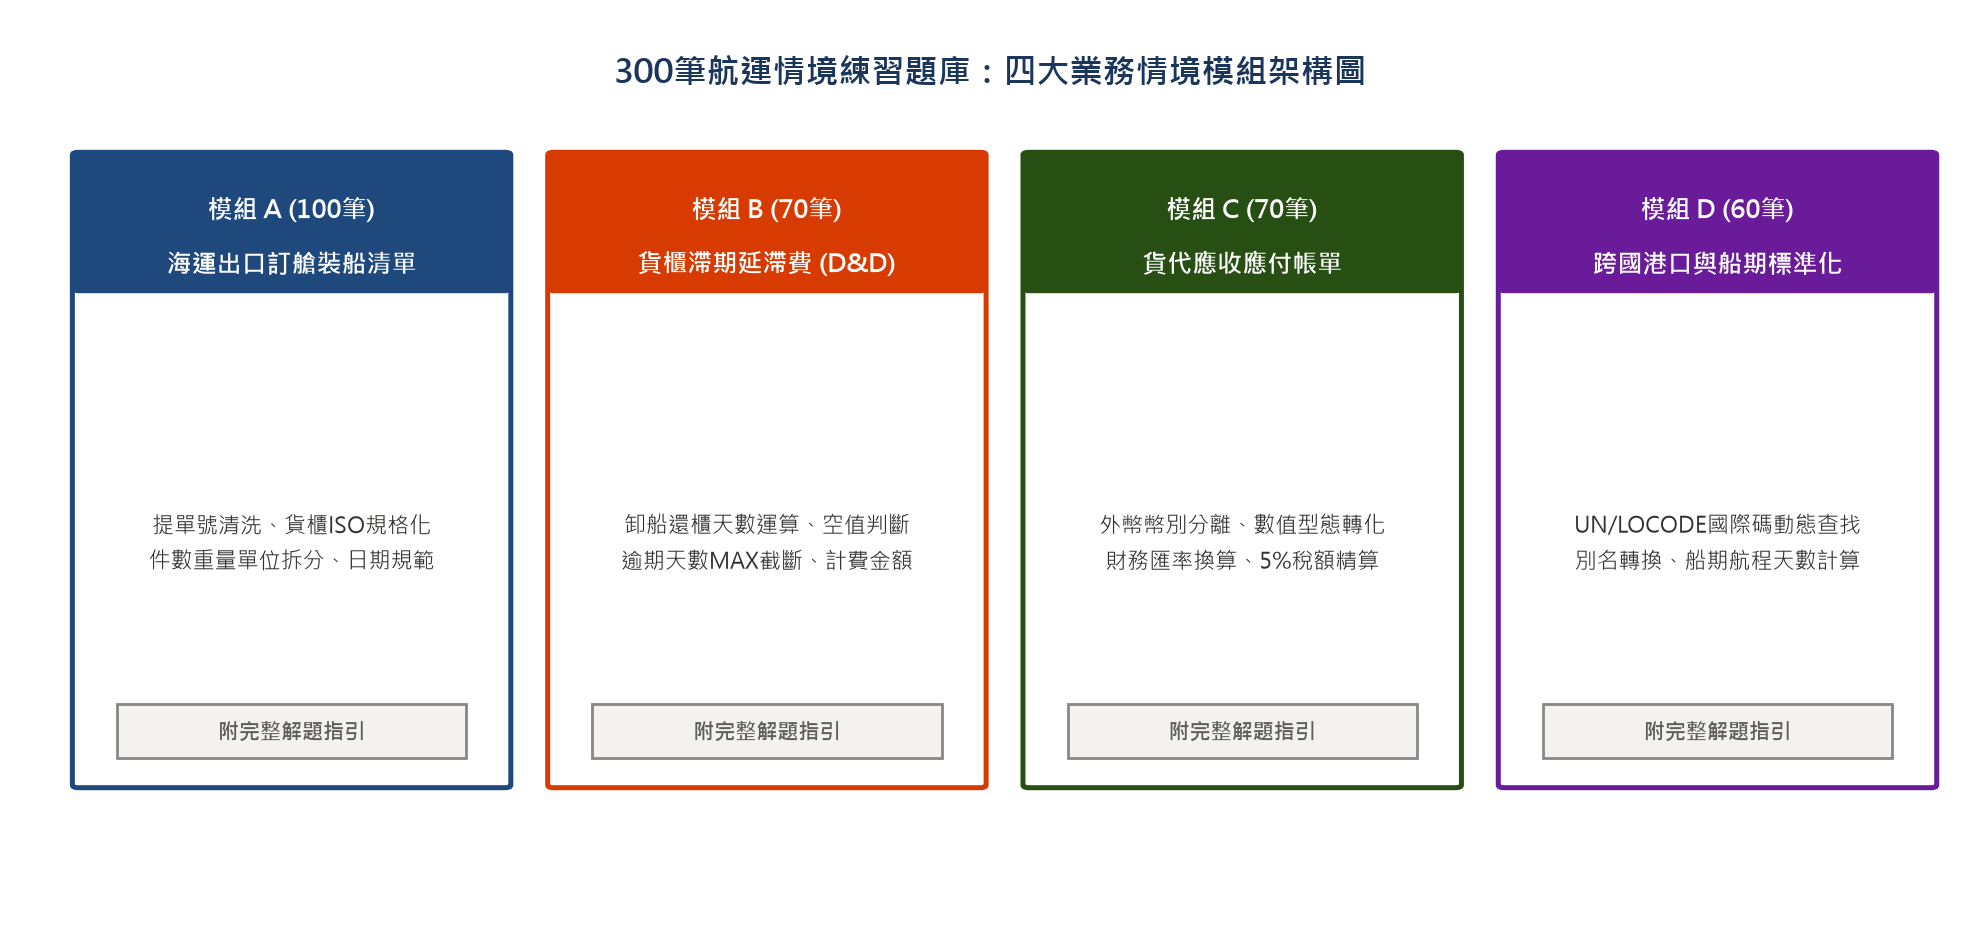 300筆航運情境練習題庫：四大業務情境模組架構圖
模組 A (100筆)
海運出口訂艙裝船清單
提單號清洗、貨櫃ISO規格化
件數重量單位拆分、日期規範
附完整解題指引
模組 B (70筆)
貨櫃滯期延滯費 (D&D)
卸船還櫃天數運算、空值判斷
逾期天數MAX截斷、計費金額
附完整解題指引
模組 C (70筆)
貨代應收應付帳單
外幣幣別分離、數值型態轉化
財務匯率換算、5%稅額精算
附完整解題指引
模組 D (60筆)
跨國港口與船期標準化
UN/LOCODE國際碼動態查找
別名轉換、船期航程天數計算
附完整解題指引